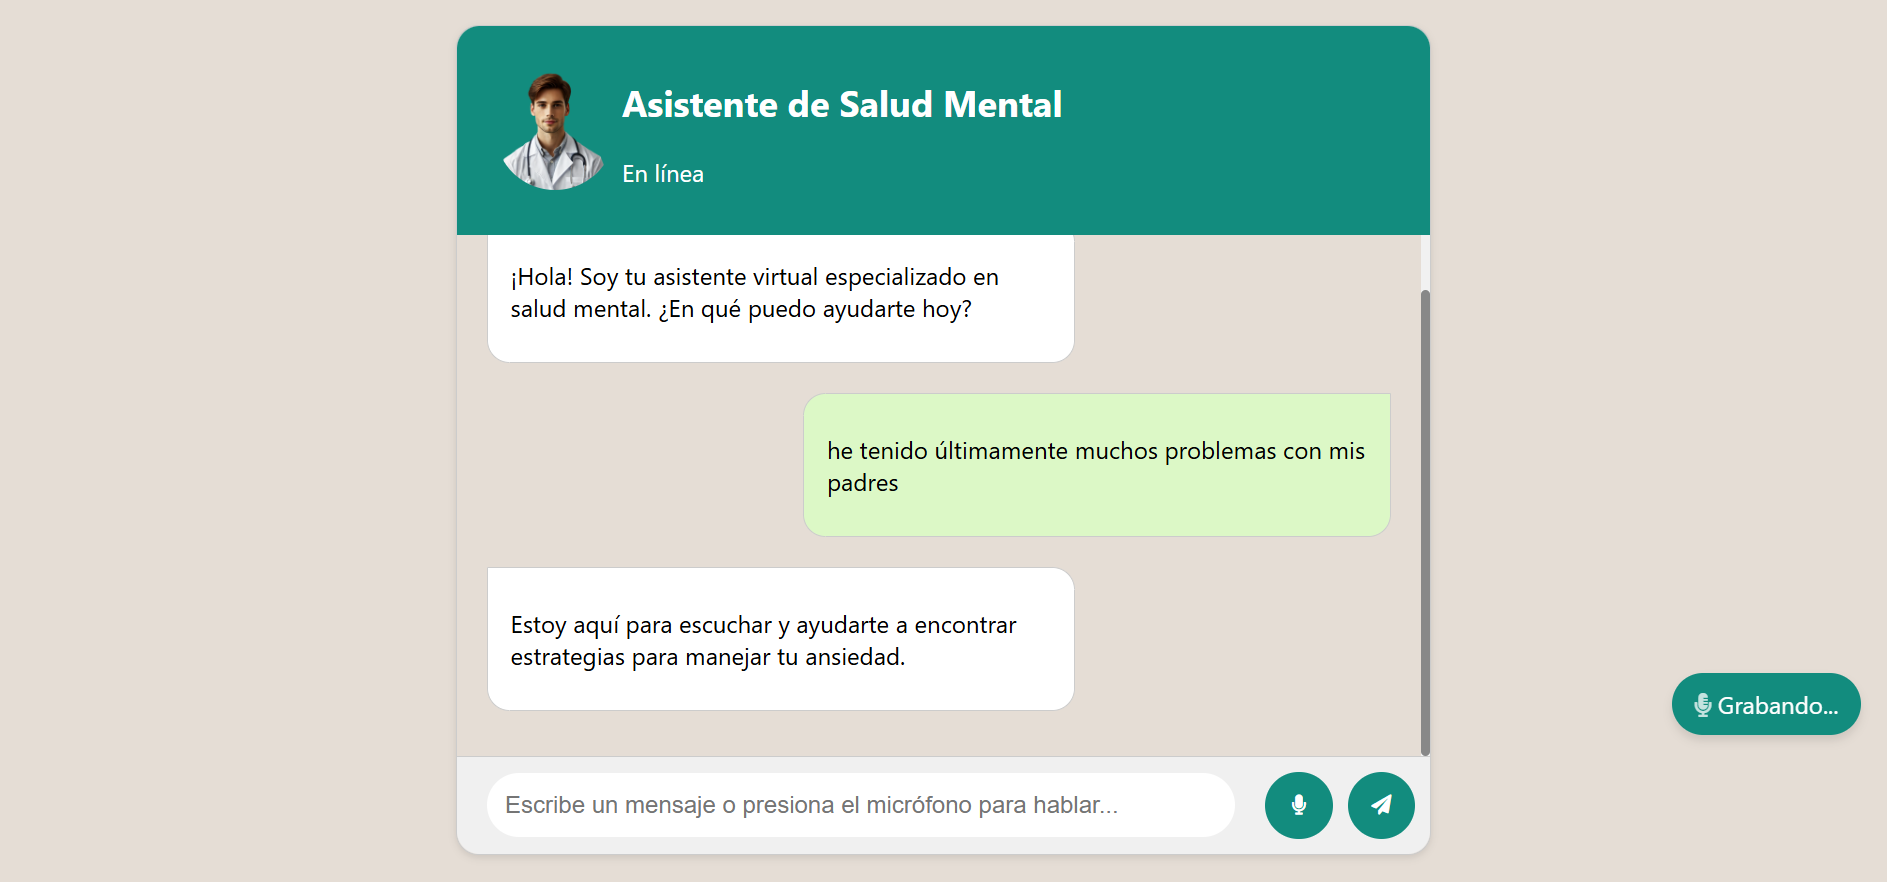 Asistente de Salud Mental
En línea
¡Hola! Soy tu asistente virtual especializado en
salud mental. ¿En qué puedo ayudarte hoy?
he tenido últimamente muchos problemas con mis
padres
Estoy aquí para escuchar y ayudarte a encontrar
estrategias para manejar tu ansiedad.
Grabando...
Escribe un mensaje o presiona el micrófono para hablar...